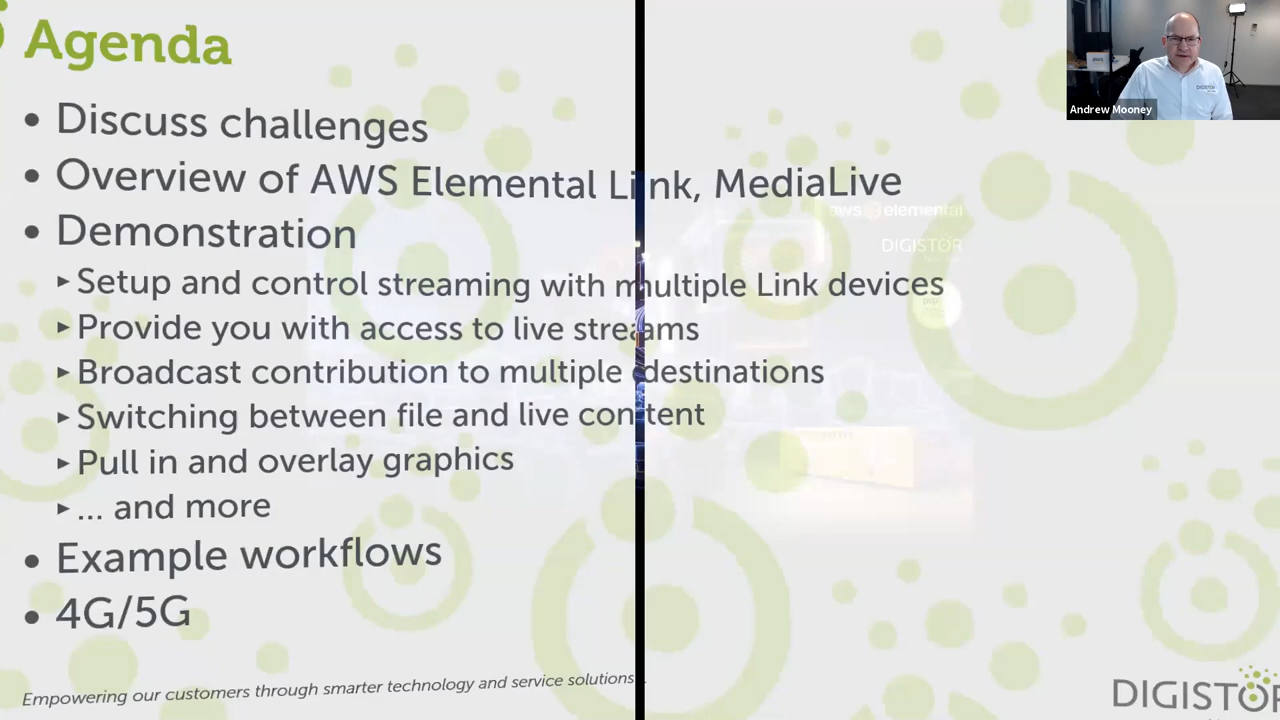 Agenda
Andrew Mooney
• Discuss challenges
• Overview of AWS Elemental Link, MediaLive
aws elemental
• Demonstration
DIGISTOR
▸ Setup and control streaming with multiple Link devices
▸ Provide you with access to live streams
▸ Broadcast contribution to multiple destinations
▸ Switching between file and live content
▸ Pull in and overlay graphics
▸ ... and more
• Example workflows
• 4G/5G
Empowering our customers through smarter technology and service solutions.
DIGISTOR